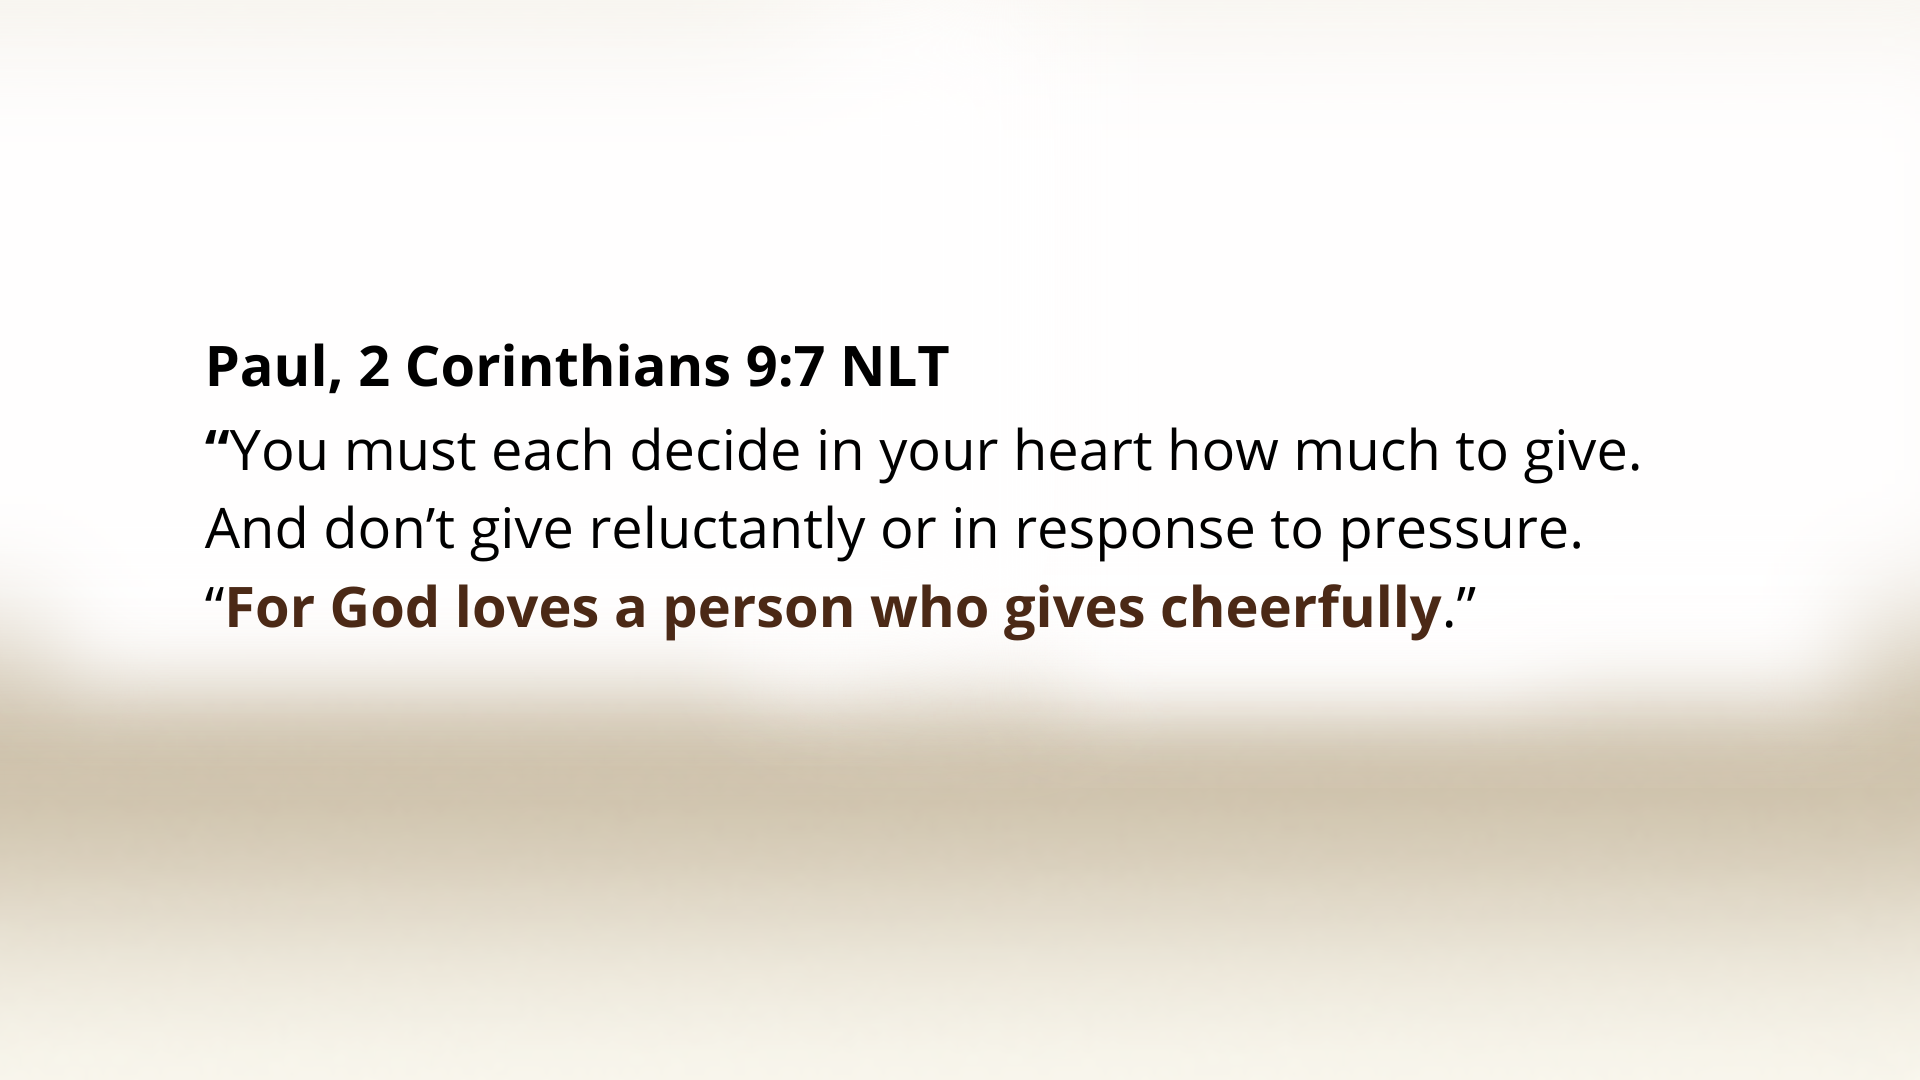 Paul, 2 Corinthians 9:7 NLT
“You must each decide in your heart how much to give.
And don’t give reluctantly or in response to pressure.
“For God loves a person who gives cheerfully.”